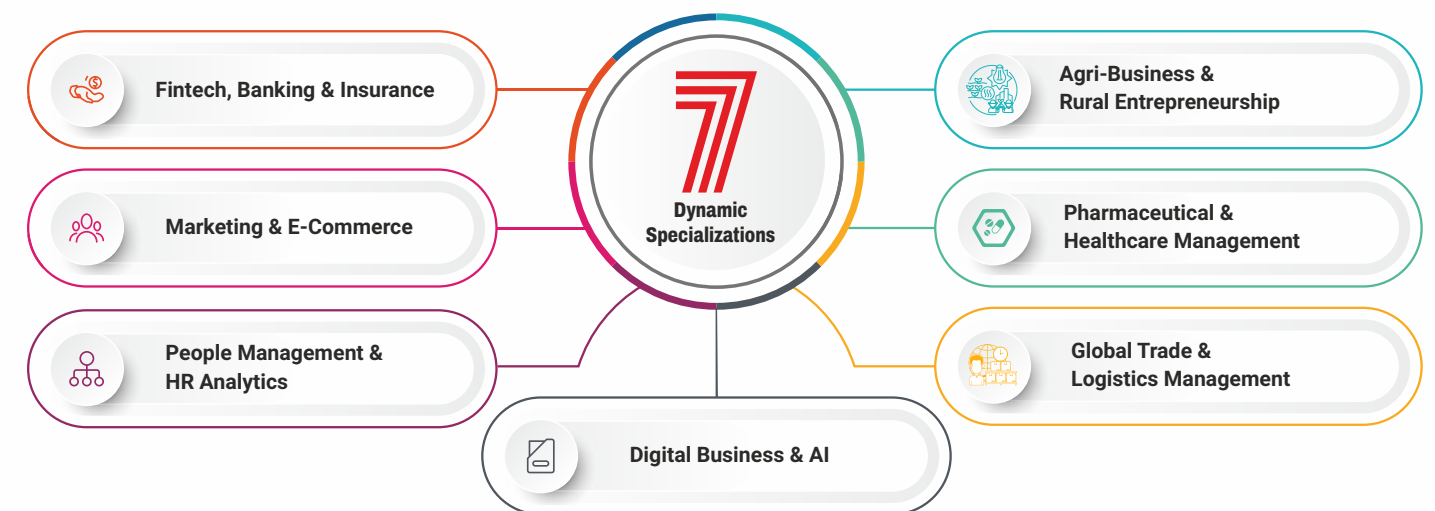 Fintech, Banking & Insurance
Marketing & E-Commerce
People Management &
HR Analytics
7
Dynamic
Specializations
Agri-Business &
Rural Entrepreneurship
Pharmaceutical &
Healthcare Management
Global Trade &
Logistics Management
Digital Business & AI